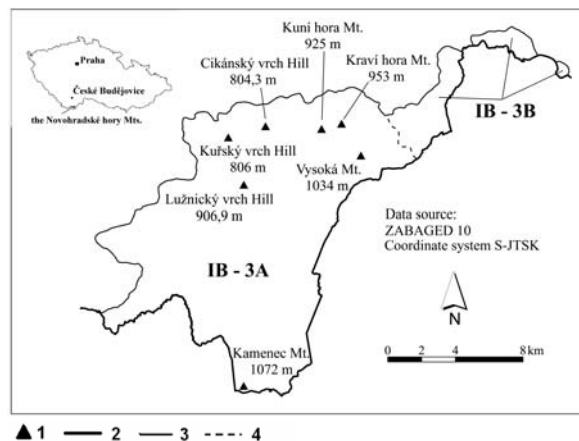 Praha
České Budějovice
the Novohradské hory Mts.
Kuní hora Mt.
925 m
Kraví hora Mt.
953 m
Cikánský vrch Hill
804,3 m
IB - 3B
Kuřský vrch Hill
806 m
Vysoká Mt.
1034 m
Lužnický vrch Hill
906,9 m
Data source:
ZABAGED 10
Coordinate system S-JTSK
IB - 3A
N
Kamenec Mt.
1072 m
0 2 4 8 km
1 2 3 4